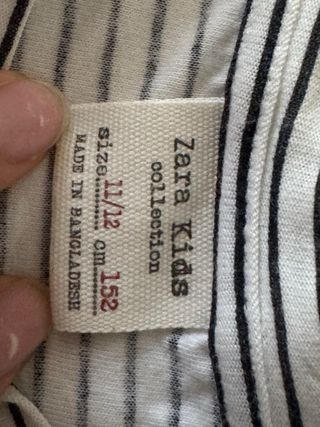 Zara Kids
collection
size.......11/12 cm.152
MADE IN BANGLADESH